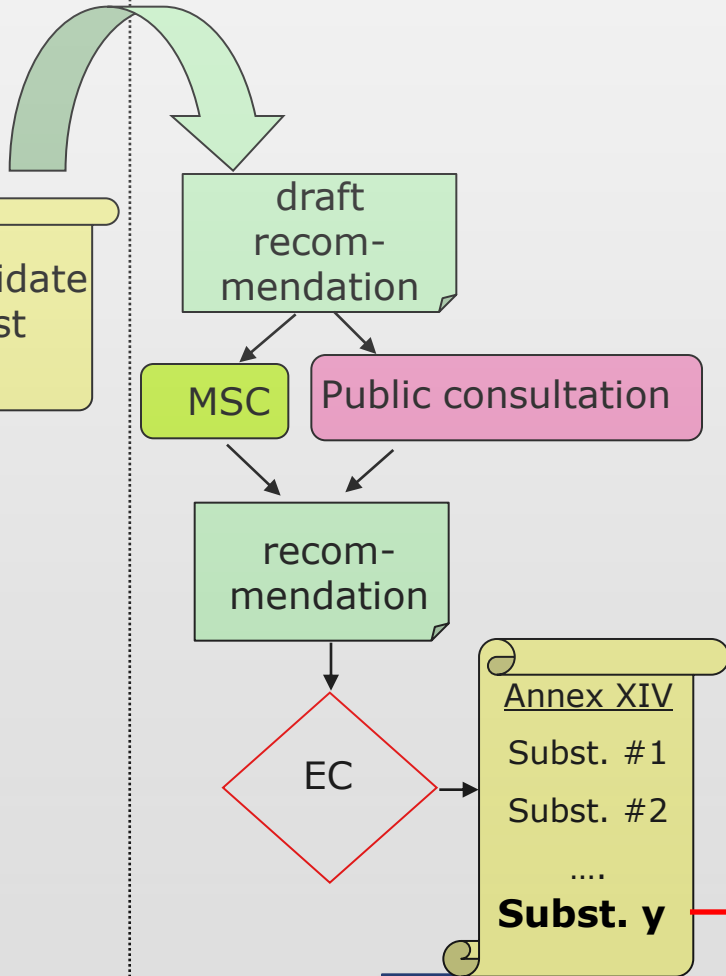 draft
recom-
mendation
idate
st
MSC
Public consultation
recom-
mendation
EC
Annex XIV
Subst. #1
Subst. #2
....
Subst. y